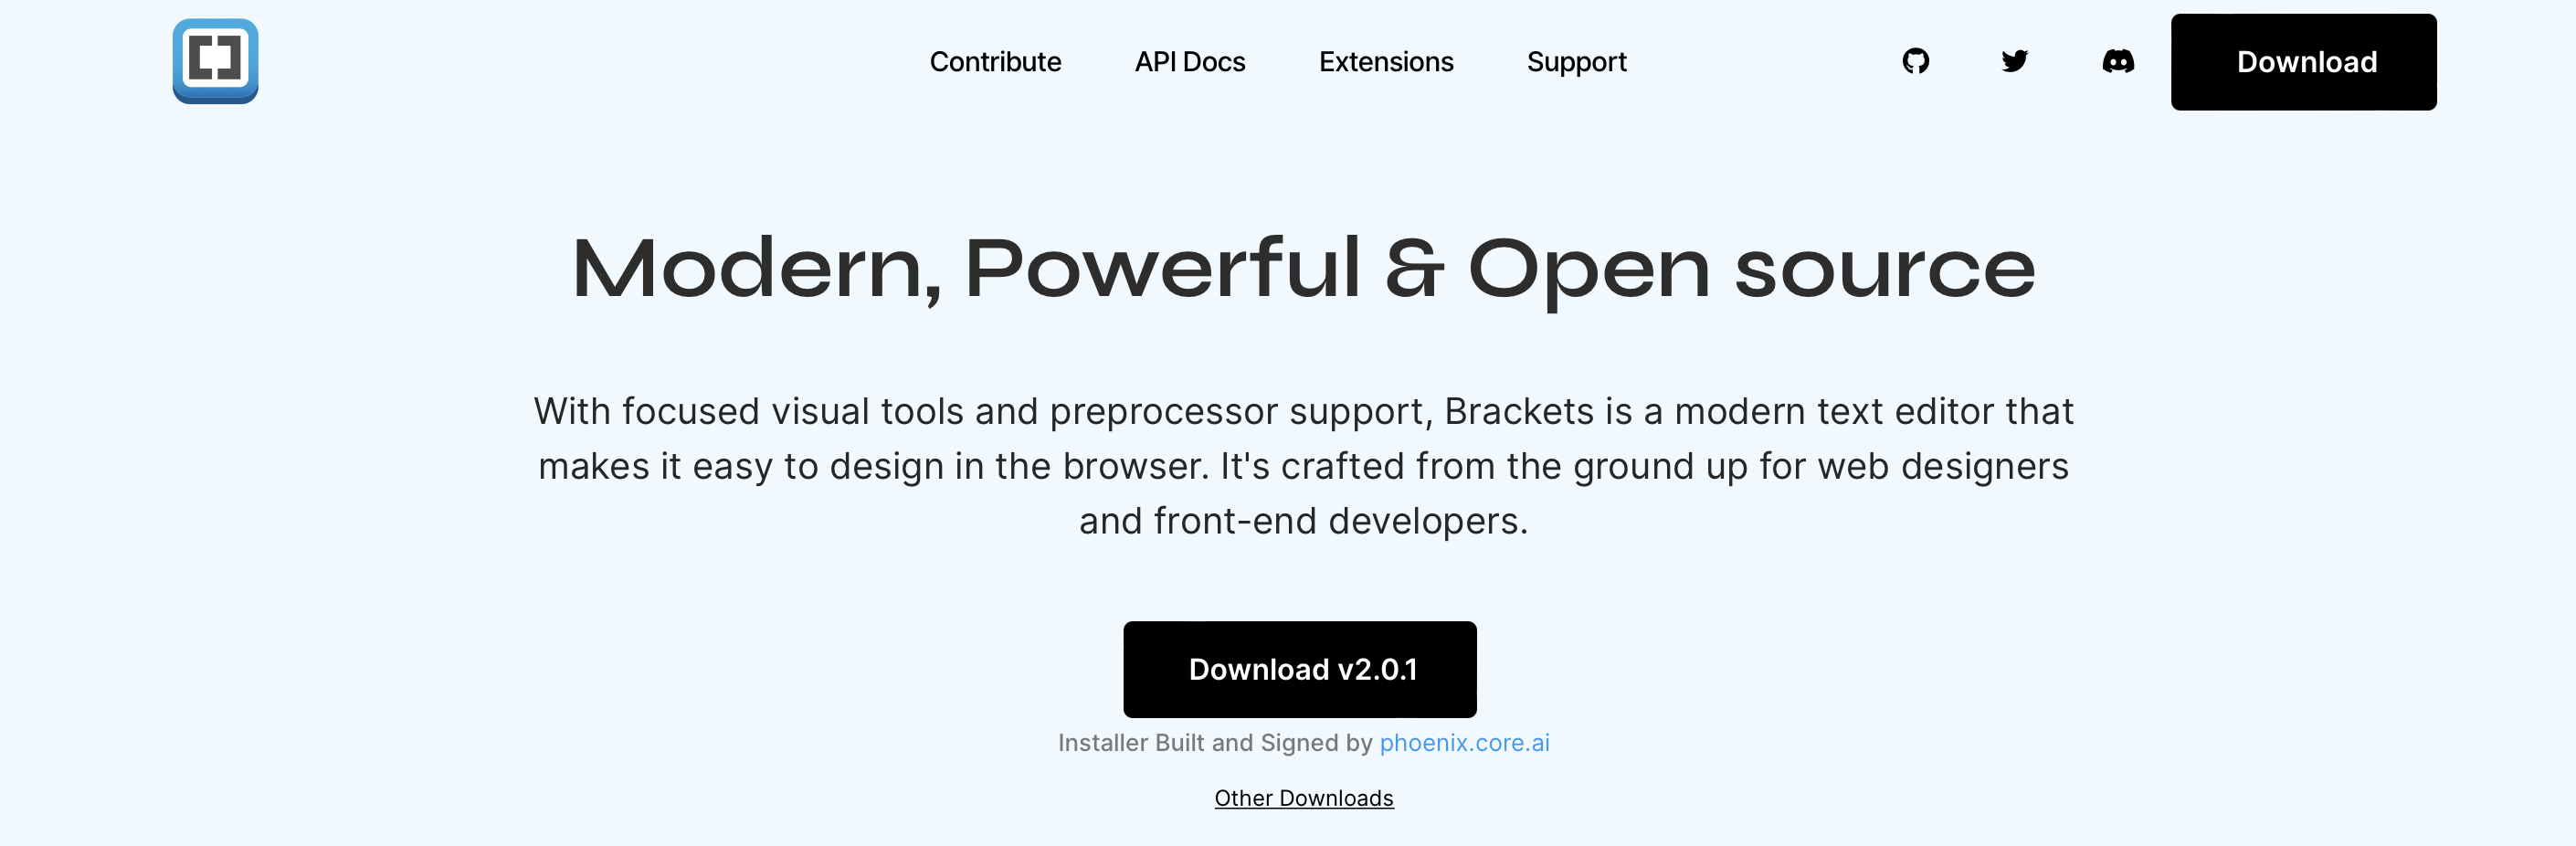 Contribute API Docs Extensions Support Download
Modern, Powerful & Open source
With focused visual tools and preprocessor support, Brackets is a modern text editor that
makes it easy to design in the browser. It's crafted from the ground up for web designers
and front-end developers.
Download v2.0.1
Installer Built and Signed by phoenix.core.ai
Other Downloads